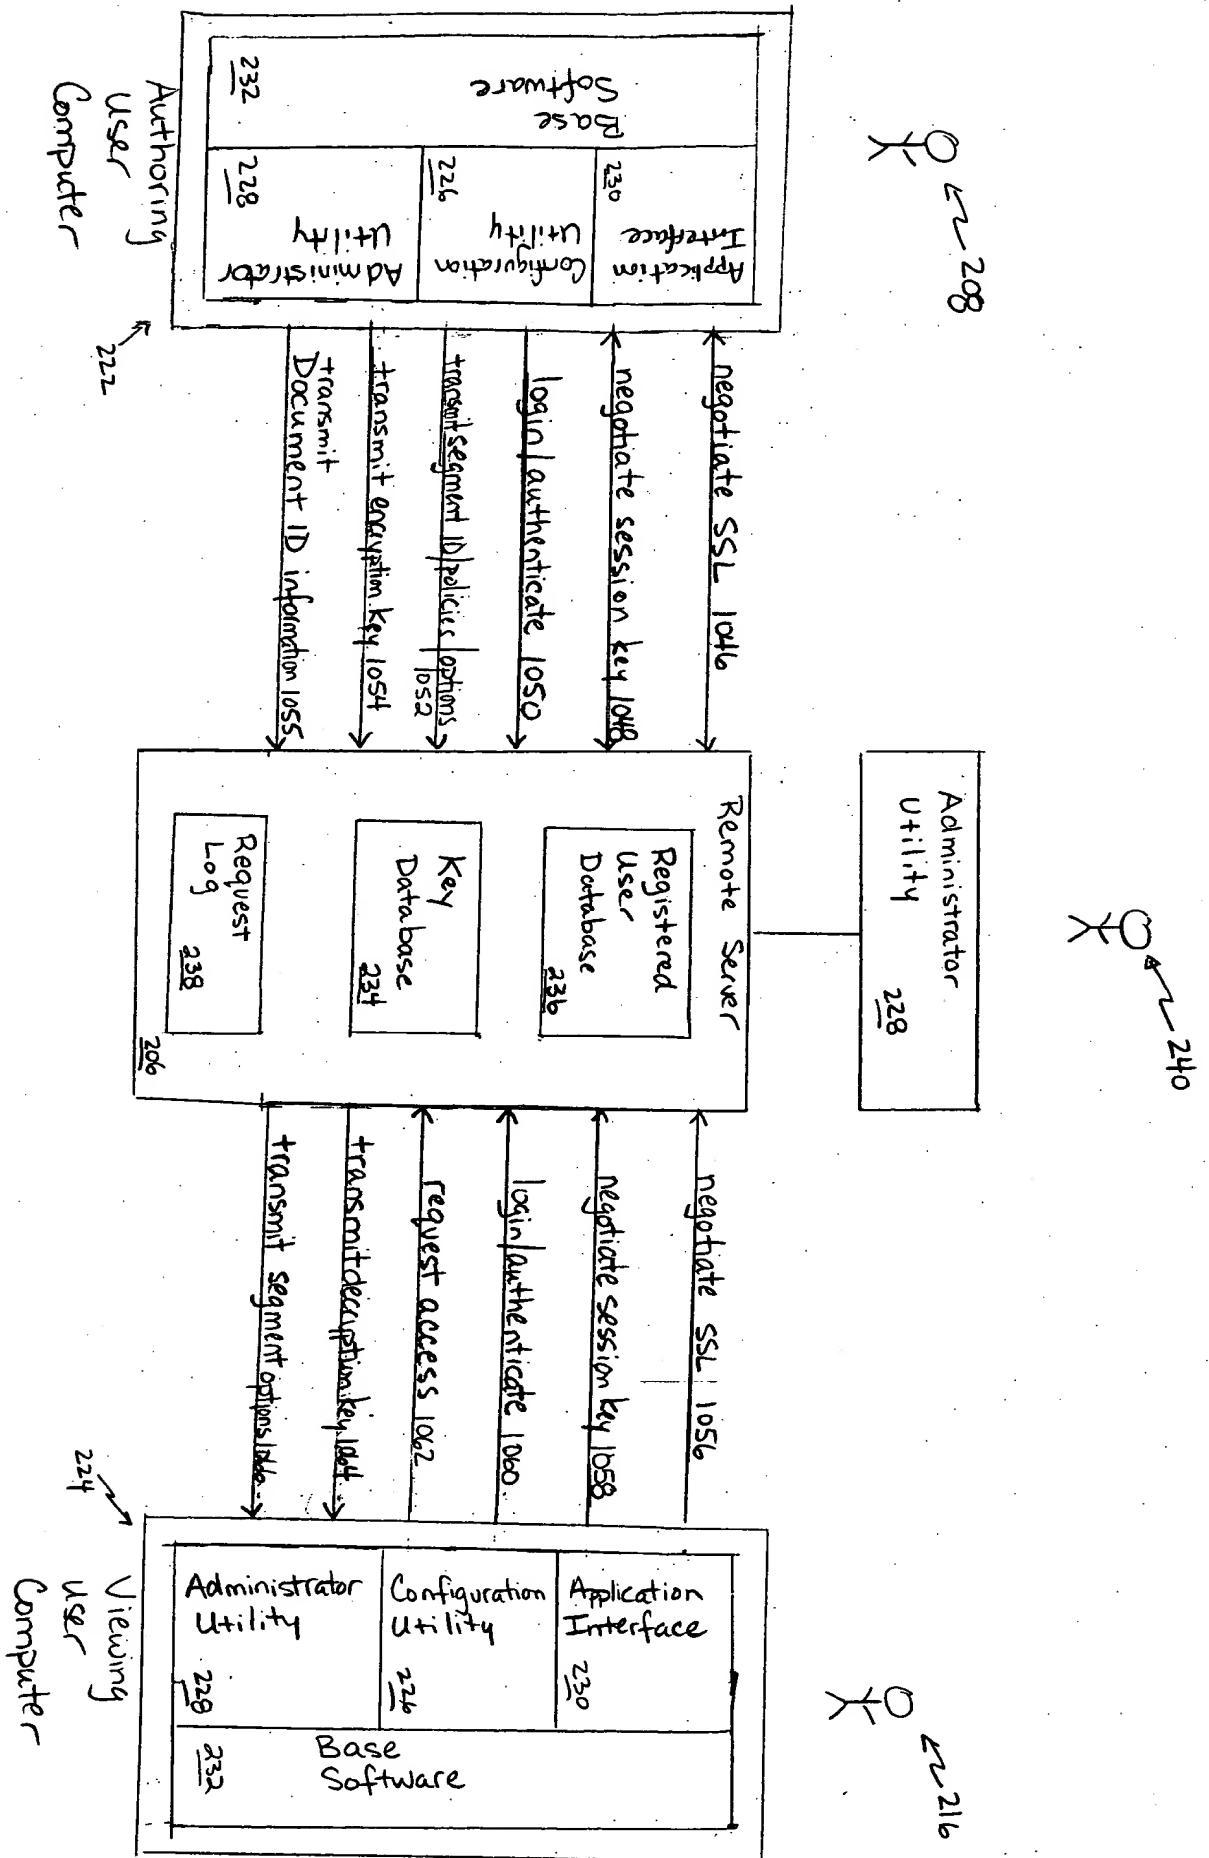 208
Base
Software
232
Application
Interface
230
Configuration
Utility
226
Administrator
Utility
228
Authoring
User
Computer
222
negotiate SSL 1046
negotiate session key 1048
login/authenticate 1050
transmit segment ID/policies/options
1052
transmit encryption key 1054
transmit
Document ID information 1055
240
Administrator
Utility
228
Remote Server
Registered
User
Database
236
Key
Database
234
Request
Log
238
206
negotiate SSL 1056
negotiate session key 1058
login/authenticate 1060
request access 1062
transmit decryption key 1064
transmit segment options 1066
216
Application
Interface
230
Configuration
Utility
226
Administrator
Utility
228
Base
Software
232
224
Viewing
User
Computer